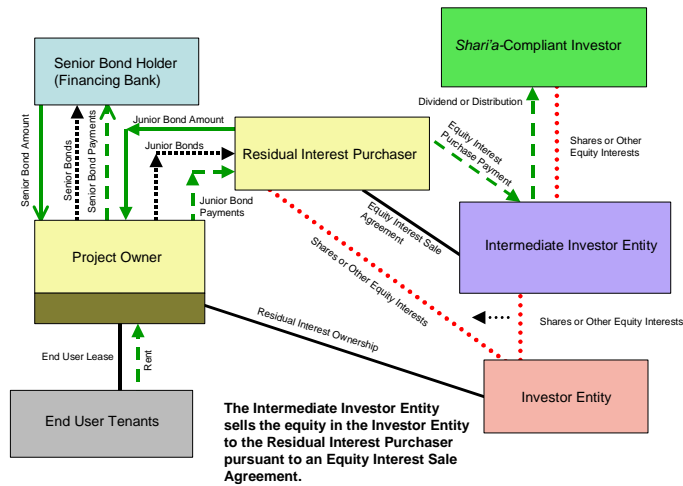 Senior Bond Holder
(Financing Bank)
Shari'a-Compliant Investor
Senior Bond Amount
Senior Bonds
Senior Bond Payments
Junior Bond Amount
Junior Bonds
Junior Bond
Payments
Residual Interest Purchaser
Equity Interest
Purchase Payment
Dividend or Distribution
Shares or Other
Equity Interests
Project Owner
Equity Interest Sale
Agreement
Intermediate Investor Entity
Shares or Other Equity Interests
Residual Interest Ownership
Shares or Other Equity Interests
End User Lease
Rent
Investor Entity
End User Tenants
The Intermediate Investor Entity
sells the equity in the Investor Entity
to the Residual Interest Purchaser
pursuant to an Equity Interest Sale
Agreement.